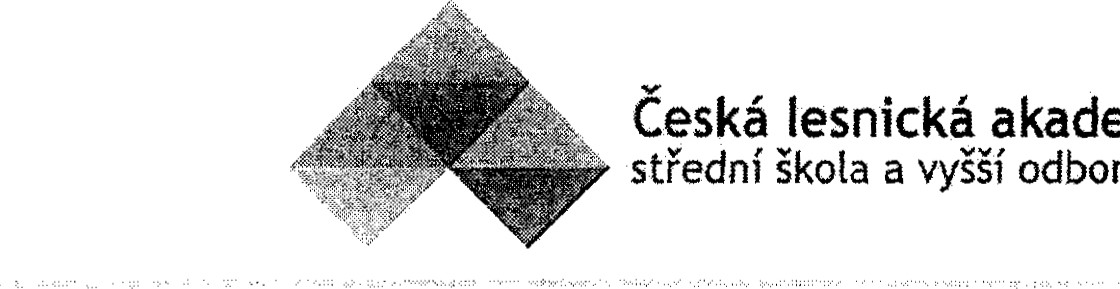 Česká lesnická akade
střední škola a vyšší odbor